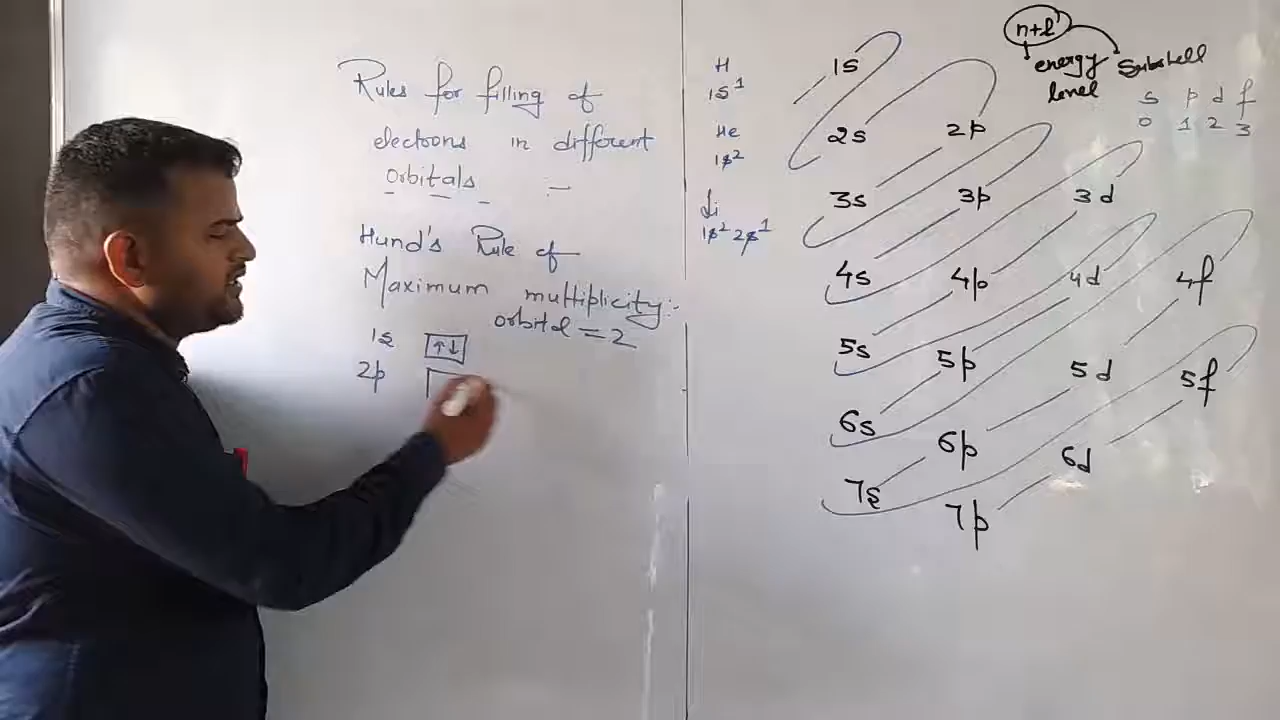 Rules for filling of
electrons in different
orbitals :-
Hund's Rule of
Maximum multiplicity:-
orbital = 2
1s ↑↓
2p
H
1s¹
He
1s²
Li
1s² 2s¹
n+l
energy level
Subshell
s p d f
0 1 2 3
1s
2s 2p
3s 3p 3d
4s 4p 4d 4f
5s 5p 5d 5f
6s 6p 6d
7s 7p